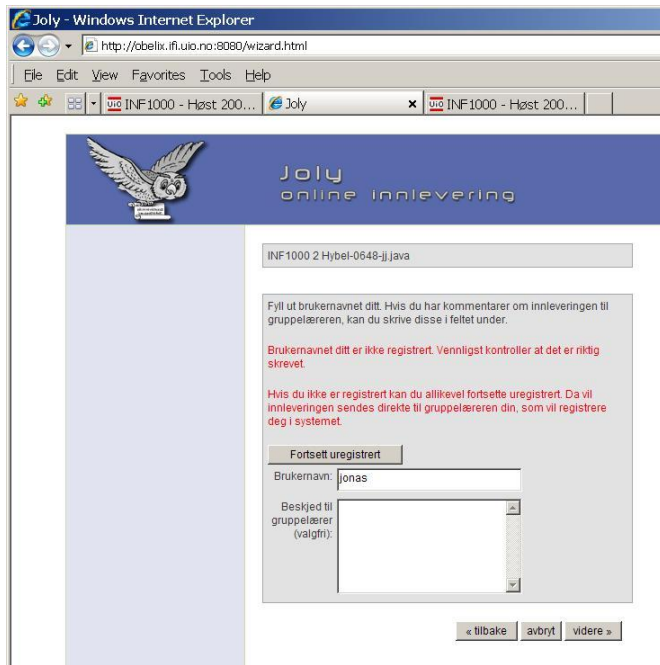 Joly - Windows Internet Explorer
http://obelix.ifi.uio.no:8080/wizard.html
File Edit View Favorites Tools Help
UiO INF1000 - Høst 200... Joly x UiO INF1000 - Høst 200...
Joly
online innlevering
INF1000 2 Hybel-0648-jj.java
Fyll ut brukernavnet ditt. Hvis du har kommentarer om innleveringen til
gruppelæreren, kan du skrive disse i feltet under.
Brukernavnet ditt er ikke registrert. Vennligst kontroller at det er riktig
skrevet.
Hvis du ikke er registrert kan du allikevel fortsette uregistrert. Da vil
innleveringen sendes direkte til gruppelæreren din, som vil registrere
deg i systemet.
Fortsett uregistrert
Brukernavn: jonas
Beskjed til
gruppelærer
(valgfri):
« tilbake avbryt videre »